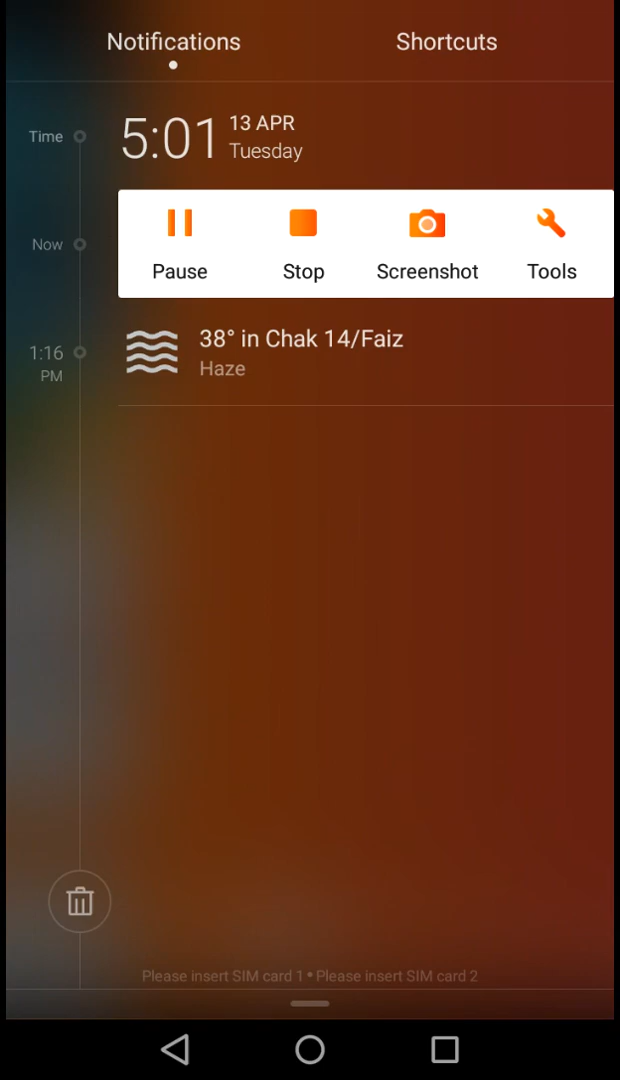 Notifications
Shortcuts
Time
5:01
13 APR
Tuesday
Now
Pause
Stop
Screenshot
Tools
1:16
PM
38° in Chak 14/Faiz
Haze
Please insert SIM card 1 • Please insert SIM card 2